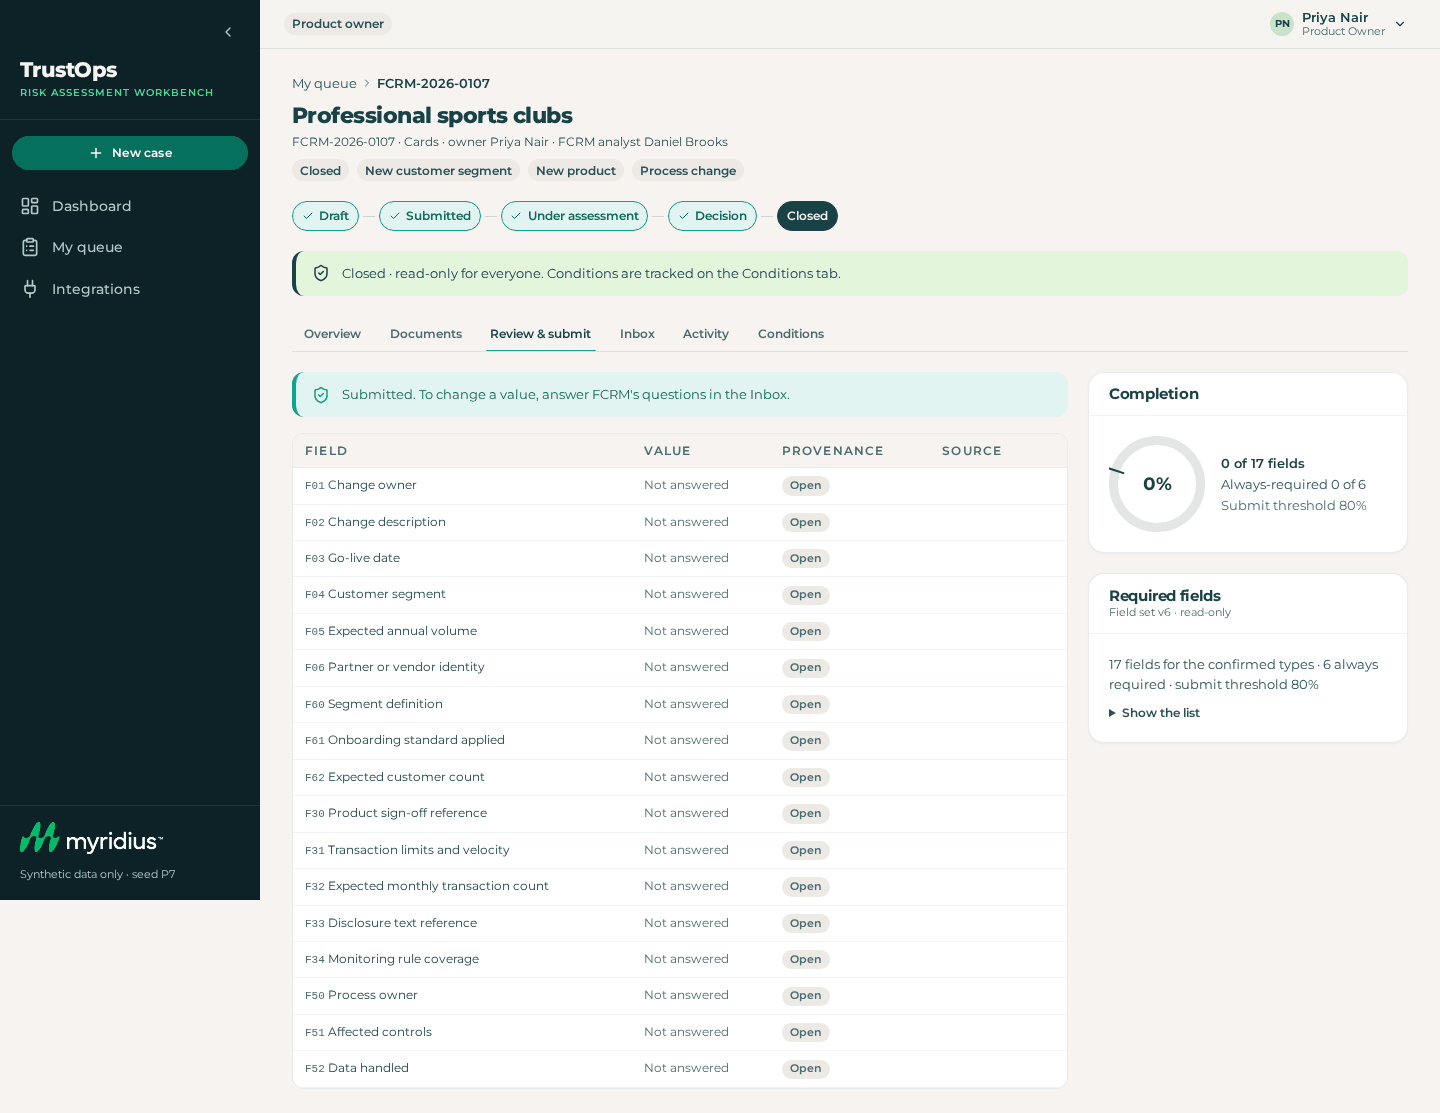 TrustOps
RISK ASSESSMENT WORKBENCH
New case
Dashboard
My queue
Integrations
myridius™
Synthetic data only · seed P7
Product owner
PN
Priya Nair
Product Owner
My queue › FCRM-2026-0107
Professional sports clubs
FCRM-2026-0107 · Cards · owner Priya Nair · FCRM analyst Daniel Brooks
Closed New customer segment New product Process change
Draft Submitted Under assessment Decision Closed
Closed · read-only for everyone. Conditions are tracked on the Conditions tab.
Overview Documents Review & submit Inbox Activity Conditions
Submitted. To change a value, answer FCRM's questions in the Inbox.
FIELD VALUE PROVENANCE SOURCE
F01 Change owner Not answered Open
F02 Change description Not answered Open
F03 Go-live date Not answered Open
F04 Customer segment Not answered Open
F05 Expected annual volume Not answered Open
F06 Partner or vendor identity Not answered Open
F60 Segment definition Not answered Open
F61 Onboarding standard applied Not answered Open
F62 Expected customer count Not answered Open
F30 Product sign-off reference Not answered Open
F31 Transaction limits and velocity Not answered Open
F32 Expected monthly transaction count Not answered Open
F33 Disclosure text reference Not answered Open
F34 Monitoring rule coverage Not answered Open
F50 Process owner Not answered Open
F51 Affected controls Not answered Open
F52 Data handled Not answered Open
Completion
0%
0 of 17 fields
Always-required 0 of 6
Submit threshold 80%
Required fields
Field set v6 · read-only
17 fields for the confirmed types · 6 always
required · submit threshold 80%
Show the list